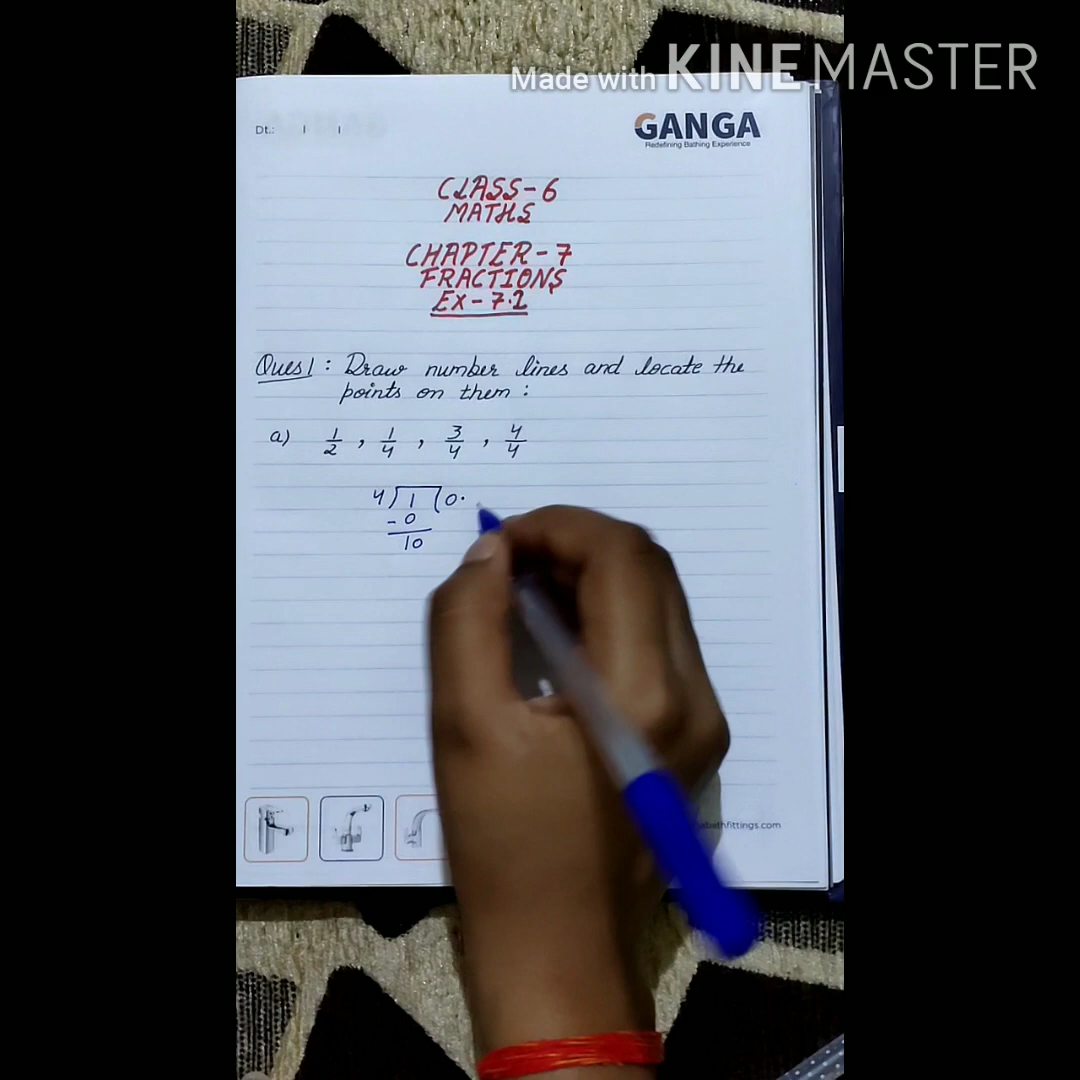 Made with KINEMASTER
Dt.: / /
GANGA
Redefining Bathing Experience
CLASS-6
MATHS
CHAPTER-7
FRACTIONS
EX-7.2
Ques 1: Draw number lines and locate the
points on them:
a) 1/2, 1/4, 3/4, 4/4
4) 1 (0.
-0
10